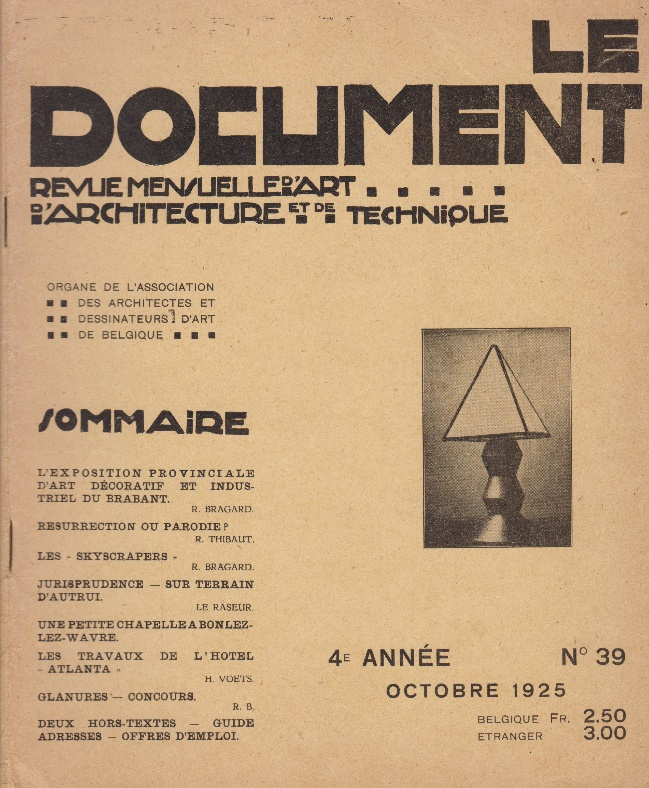 LE
DOCUMENT
REVUE MENSUELLE D'ART
D'ARCHITECTURE ET DE TECHNIQUE
ORGANE DE L'ASSOCIATION
DES ARCHITECTES ET
DESSINATEURS D'ART
DE BELGIQUE
SOMMAIRE
L'EXPOSITION PROVINCIALE
D'ART DÉCORATIF ET INDUS-
TRIEL DU BRABANT.
R. BRAGARD.
RESURRECTION OU PARODIE?
R. THIBAUT.
LES « SKYSCRAPERS »
R. BRAGARD.
JURISPRUDENCE — SUR TERRAIN
D'AUTRUI.
LE RASEUR.
UNE PETITE CHAPELLE A BONLEZ-
LEZ-WAVRE.
LES TRAVAUX DE L'HOTEL
« ATLANTA »
H. VOETS.
GLANURES — CONCOURS.
R. B.
DEUX HORS-TEXTES — GUIDE
ADRESSES — OFFRES D'EMPLOI.
4E ANNÉE N° 39
OCTOBRE 1925
BELGIQUE FR. 2.50
ETRANGER 3.00